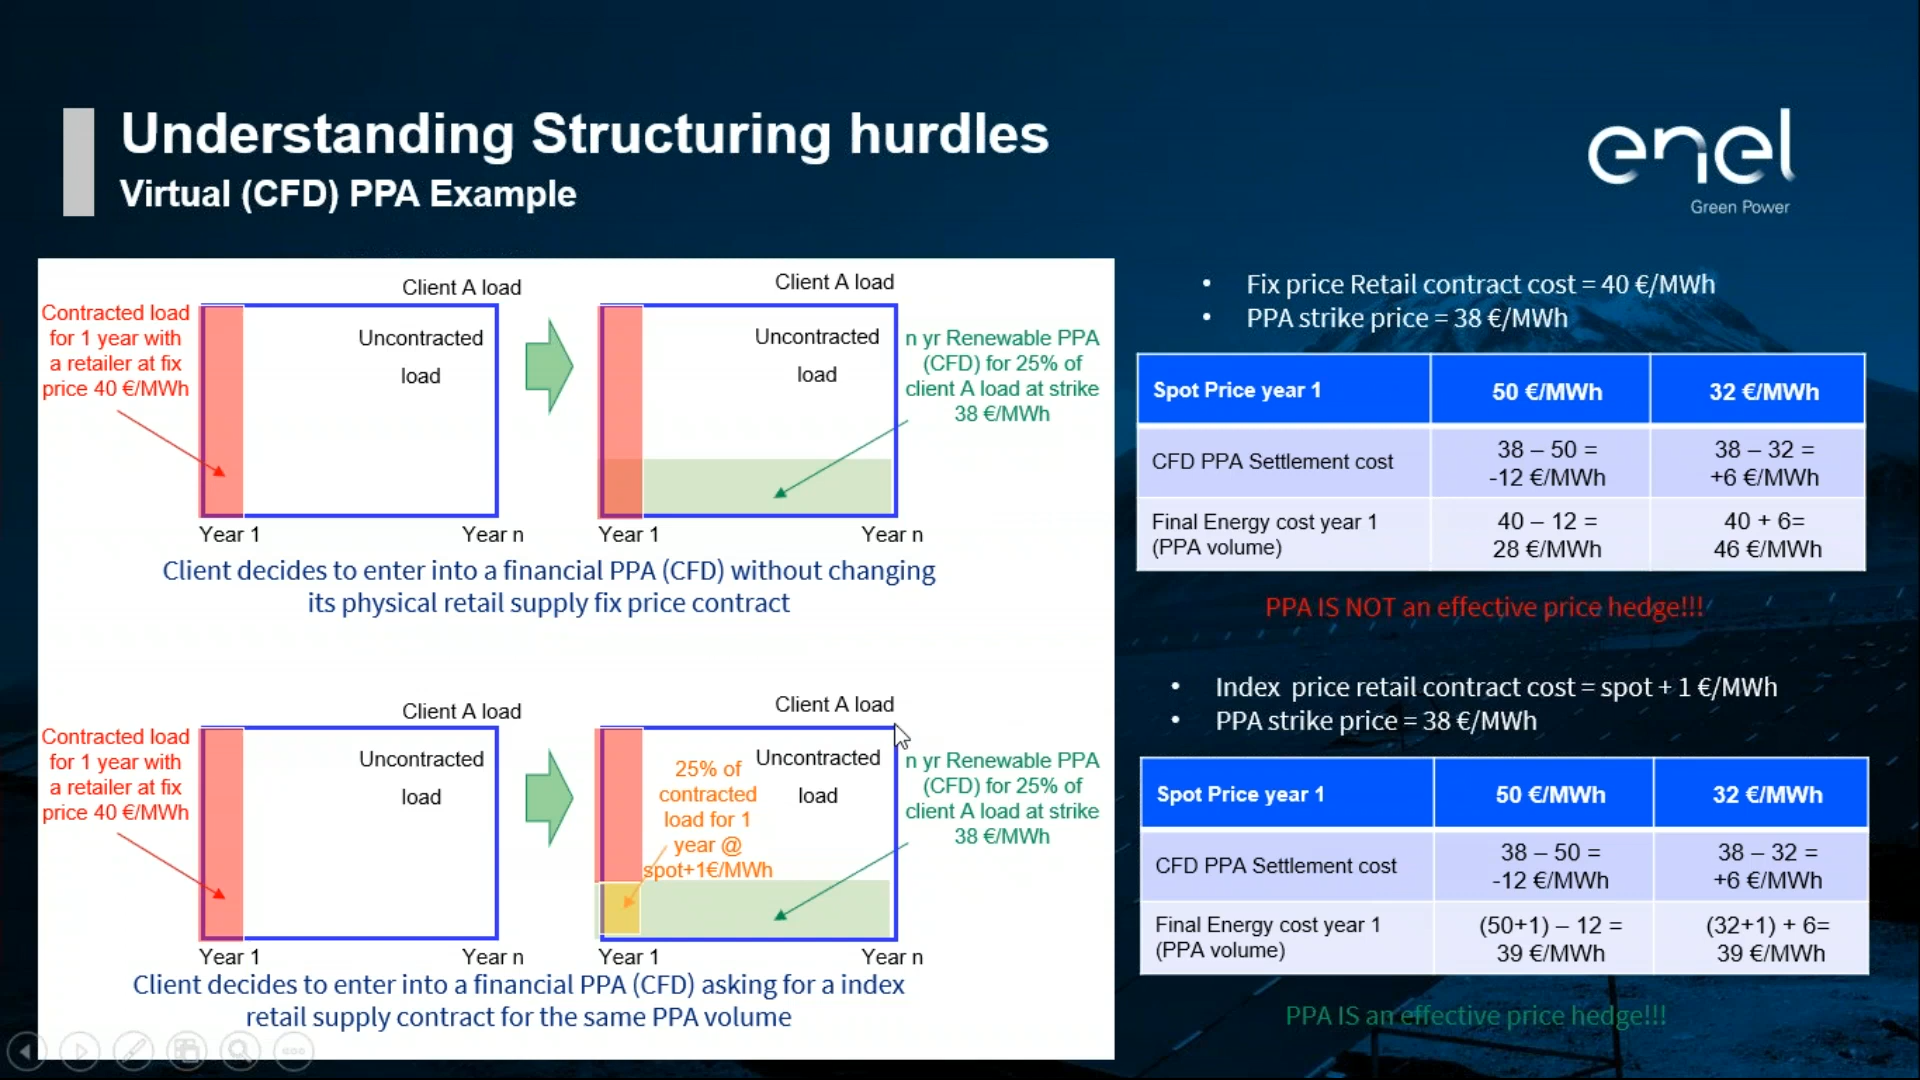 Understanding Structuring hurdles
Virtual (CFD) PPA Example
enel
Green Power
Client A load
Contracted load
for 1 year with
a retailer at fix
price 40 €/MWh
Uncontracted
load
Year 1
Year n
Client A load
Uncontracted
load
n yr Renewable PPA
(CFD) for 25% of
client A load at strike
38 €/MWh
Year 1
Year n
Client decides to enter into a financial PPA (CFD) without changing
its physical retail supply fix price contract
• Fix price Retail contract cost = 40 €/MWh
• PPA strike price = 38 €/MWh
Spot Price year 1
50 €/MWh
32 €/MWh
CFD PPA Settlement cost
38 – 50 =
-12 €/MWh
38 – 32 =
+6 €/MWh
Final Energy cost year 1
(PPA volume)
40 – 12 =
28 €/MWh
40 + 6=
46 €/MWh
PPA IS NOT an effective price hedge!!!
Client A load
Contracted load
for 1 year with
a retailer at fix
price 40 €/MWh
Uncontracted
load
Year 1
Year n
Client A load
25% of
contracted
load for 1
year @
spot+1€/MWh
Uncontracted
load
n yr Renewable PPA
(CFD) for 25% of
client A load at strike
38 €/MWh
Year 1
Year n
Client decides to enter into a financial PPA (CFD) asking for a index
retail supply contract for the same PPA volume
• Index  price retail contract cost = spot + 1 €/MWh
• PPA strike price = 38 €/MWh
Spot Price year 1
50 €/MWh
32 €/MWh
CFD PPA Settlement cost
38 – 50 =
-12 €/MWh
38 – 32 =
+6 €/MWh
Final Energy cost year 1
(PPA volume)
(50+1) – 12 =
39 €/MWh
(32+1) + 6=
39 €/MWh
PPA IS an effective price hedge!!!